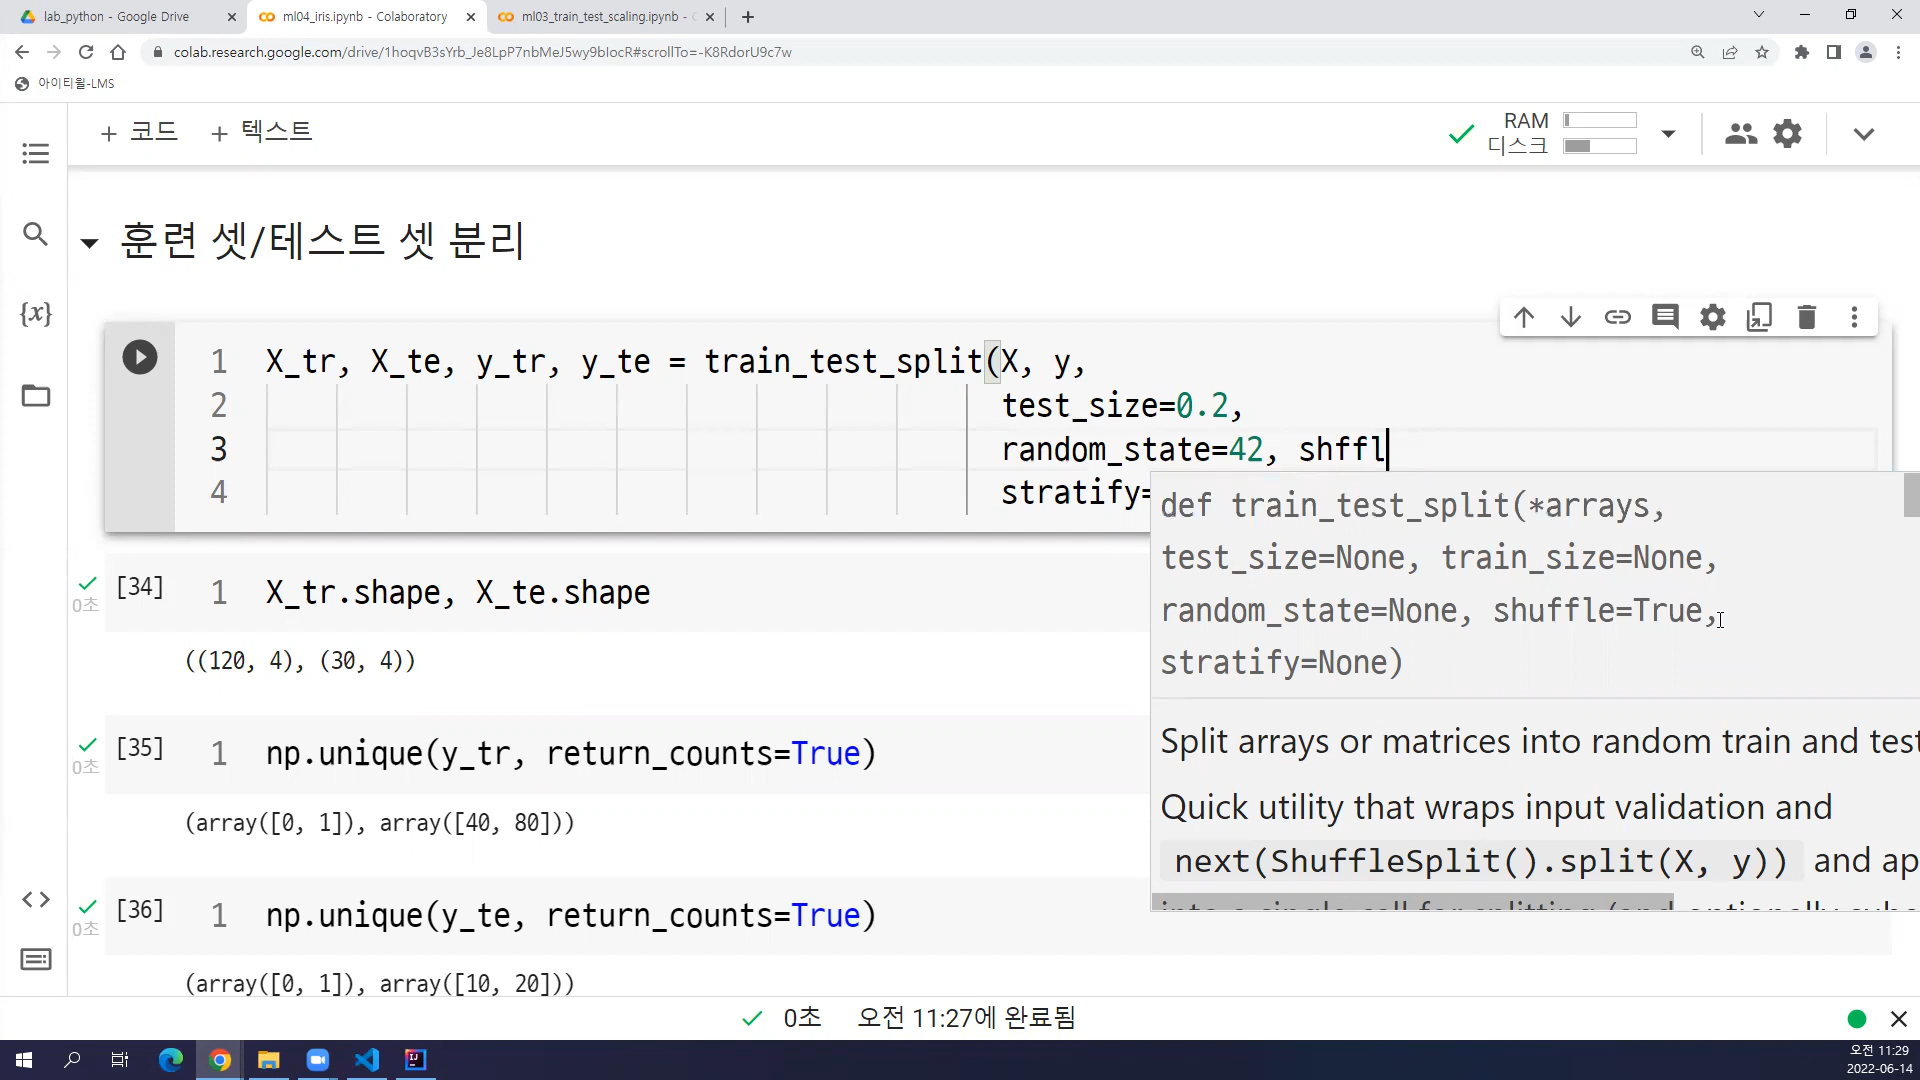 lab_python - Google Drive
ml04_iris.ipynb - Colaboratory
ml03_train_test_scaling.ipynb -
colab.research.google.com/drive/1hoqvB3sYrb_Je8LpP7nbMeJ5wy9bIocR#scrollTo=-K8RdorU9c7w
아이티윌-LMS
+ 코드 + 텍스트
RAM
디스크
훈련 셋/테스트 셋 분리
1 X_tr, X_te, y_tr, y_te = train_test_split(X, y,
2 test_size=0.2,
3 random_state=42, shffl
4 stratify=
def train_test_split(*arrays,
test_size=None, train_size=None,
random_state=None, shuffle=True,
stratify=None)
Split arrays or matrices into random train and test
Quick utility that wraps input validation and
next(ShuffleSplit().split(X, y)) and ap
[34] 1 X_tr.shape, X_te.shape
0초
((120, 4), (30, 4))
[35] 1 np.unique(y_tr, return_counts=True)
0초
(array([0, 1]), array([40, 80]))
[36] 1 np.unique(y_te, return_counts=True)
0초
(array([0, 1]), array([10, 20]))
0초 오전 11:27에 완료됨
오전 11:29
2022-06-14